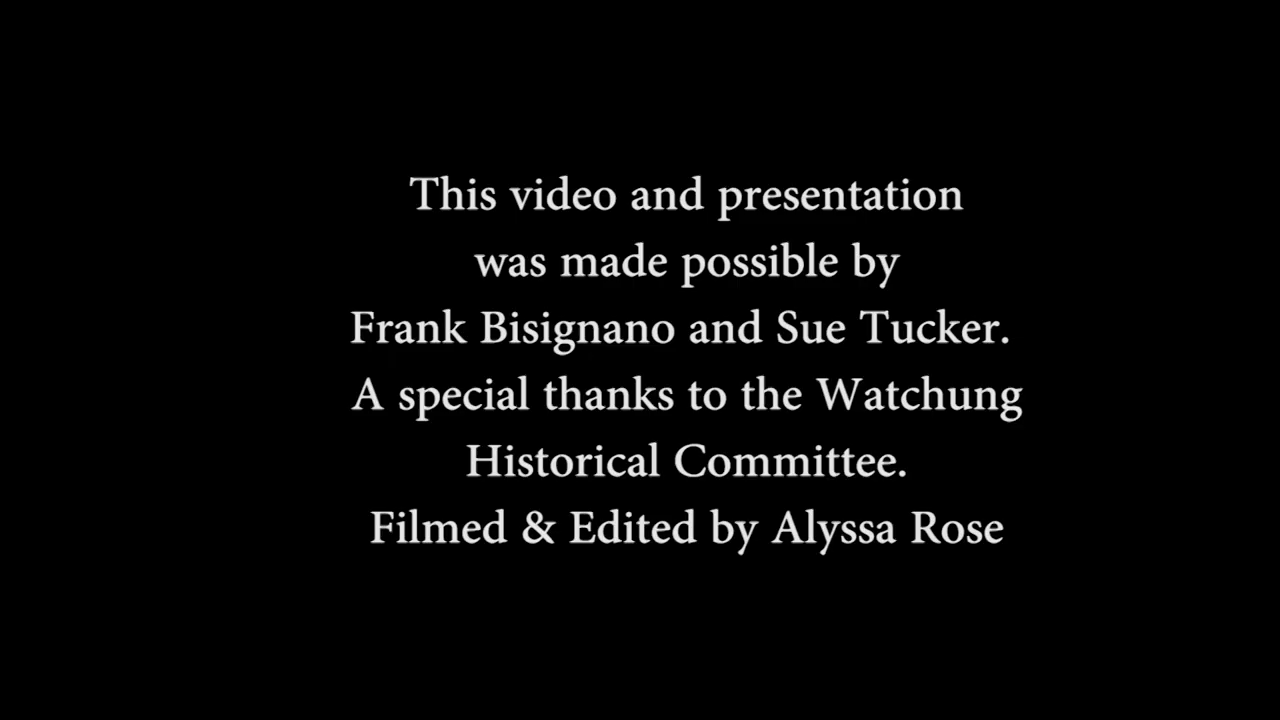 This video and presentation
was made possible by
Frank Bisignano and Sue Tucker.
A special thanks to the Watchung
Historical Committee.
Filmed & Edited by Alyssa Rose